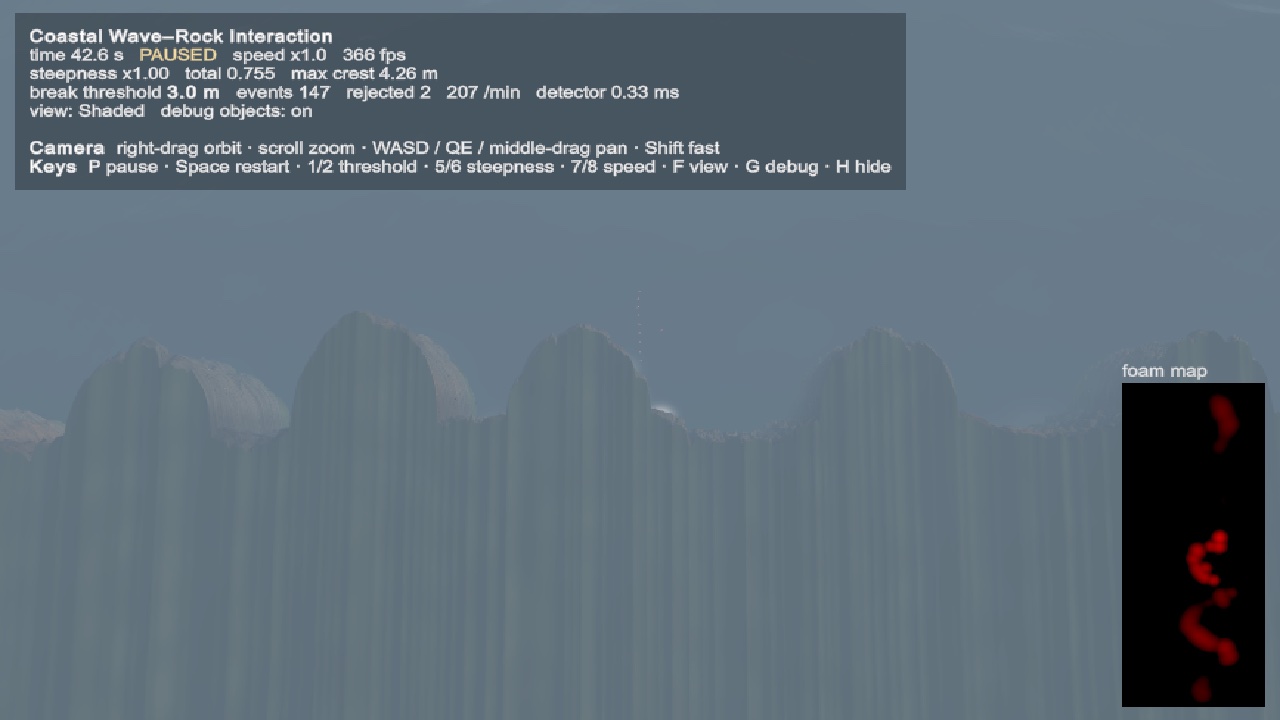 Coastal Wave–Rock Interaction
time 42.6 s PAUSED speed x1.0 366 fps
steepness x1.00 total 0.755 max crest 4.26 m
break threshold 3.0 m events 147 rejected 2 207 /min detector 0.33 ms
view: Shaded debug objects: on
Camera right-drag orbit · scroll zoom · WASD / QE / middle-drag pan · Shift fast
Keys P pause · Space restart · 1/2 threshold · 5/6 steepness · 7/8 speed · F view · G debug · H hide
foam map